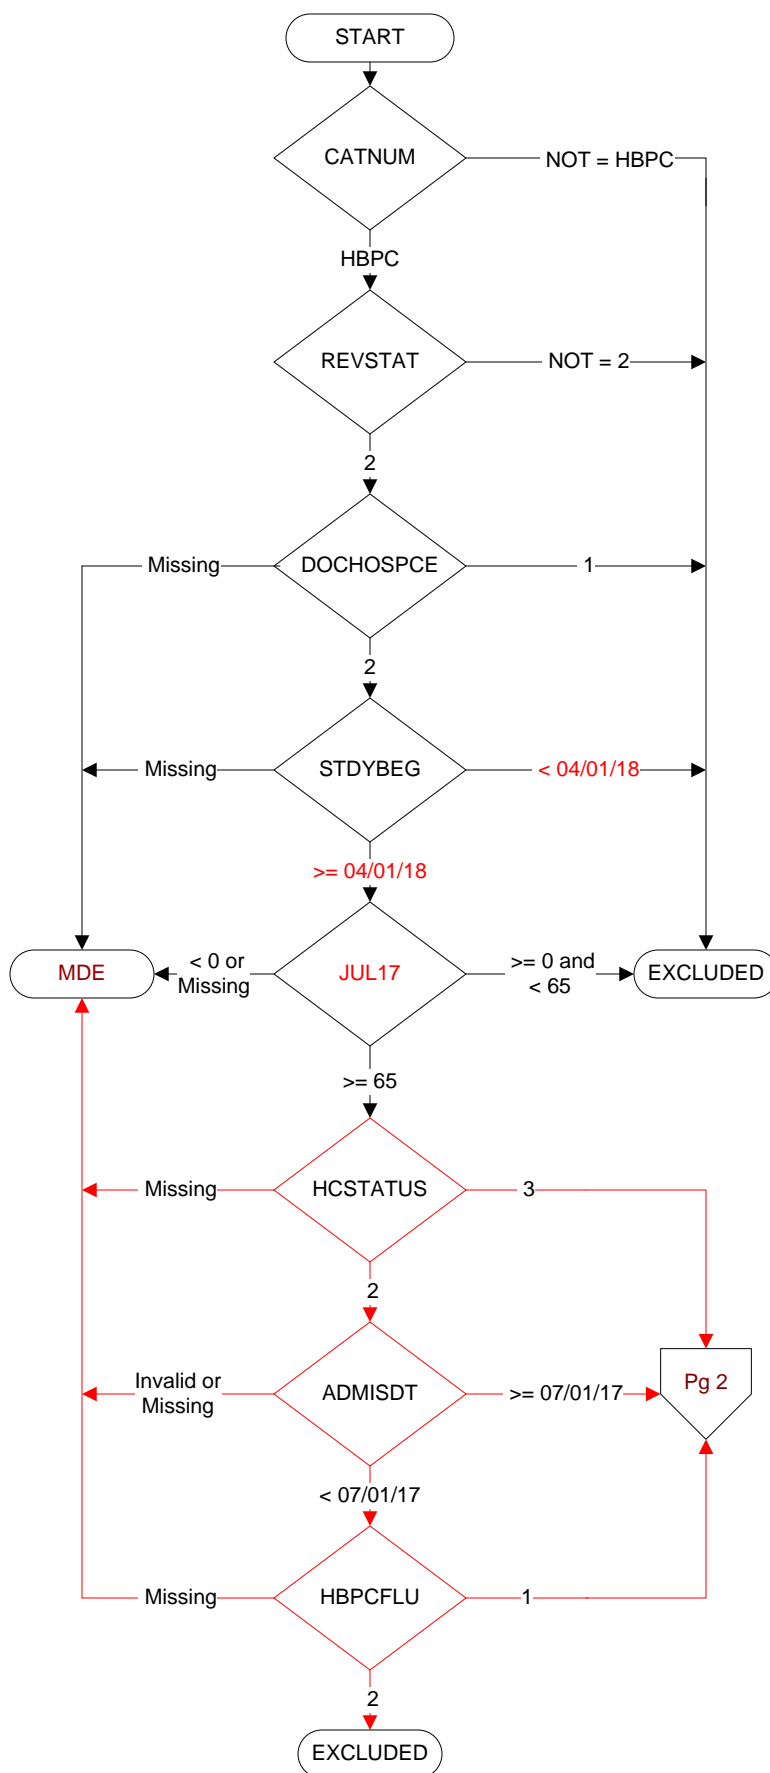 START
CATNUM
NOT = HBPC
HBPC
REVSTAT
NOT = 2
2
Missing
DOCHOSPCE
1
2
Missing
STDYBEG
< 04/01/18
>= 04/01/18
MDE
< 0 or
Missing
JUL17
>= 0 and
< 65
EXCLUDED
>= 65
Missing
HCSTATUS
3
2
Invalid or
Missing
ADMISDT
>= 07/01/17
Pg 2
< 07/01/17
Missing
HBPCFLU
1
2
EXCLUDED